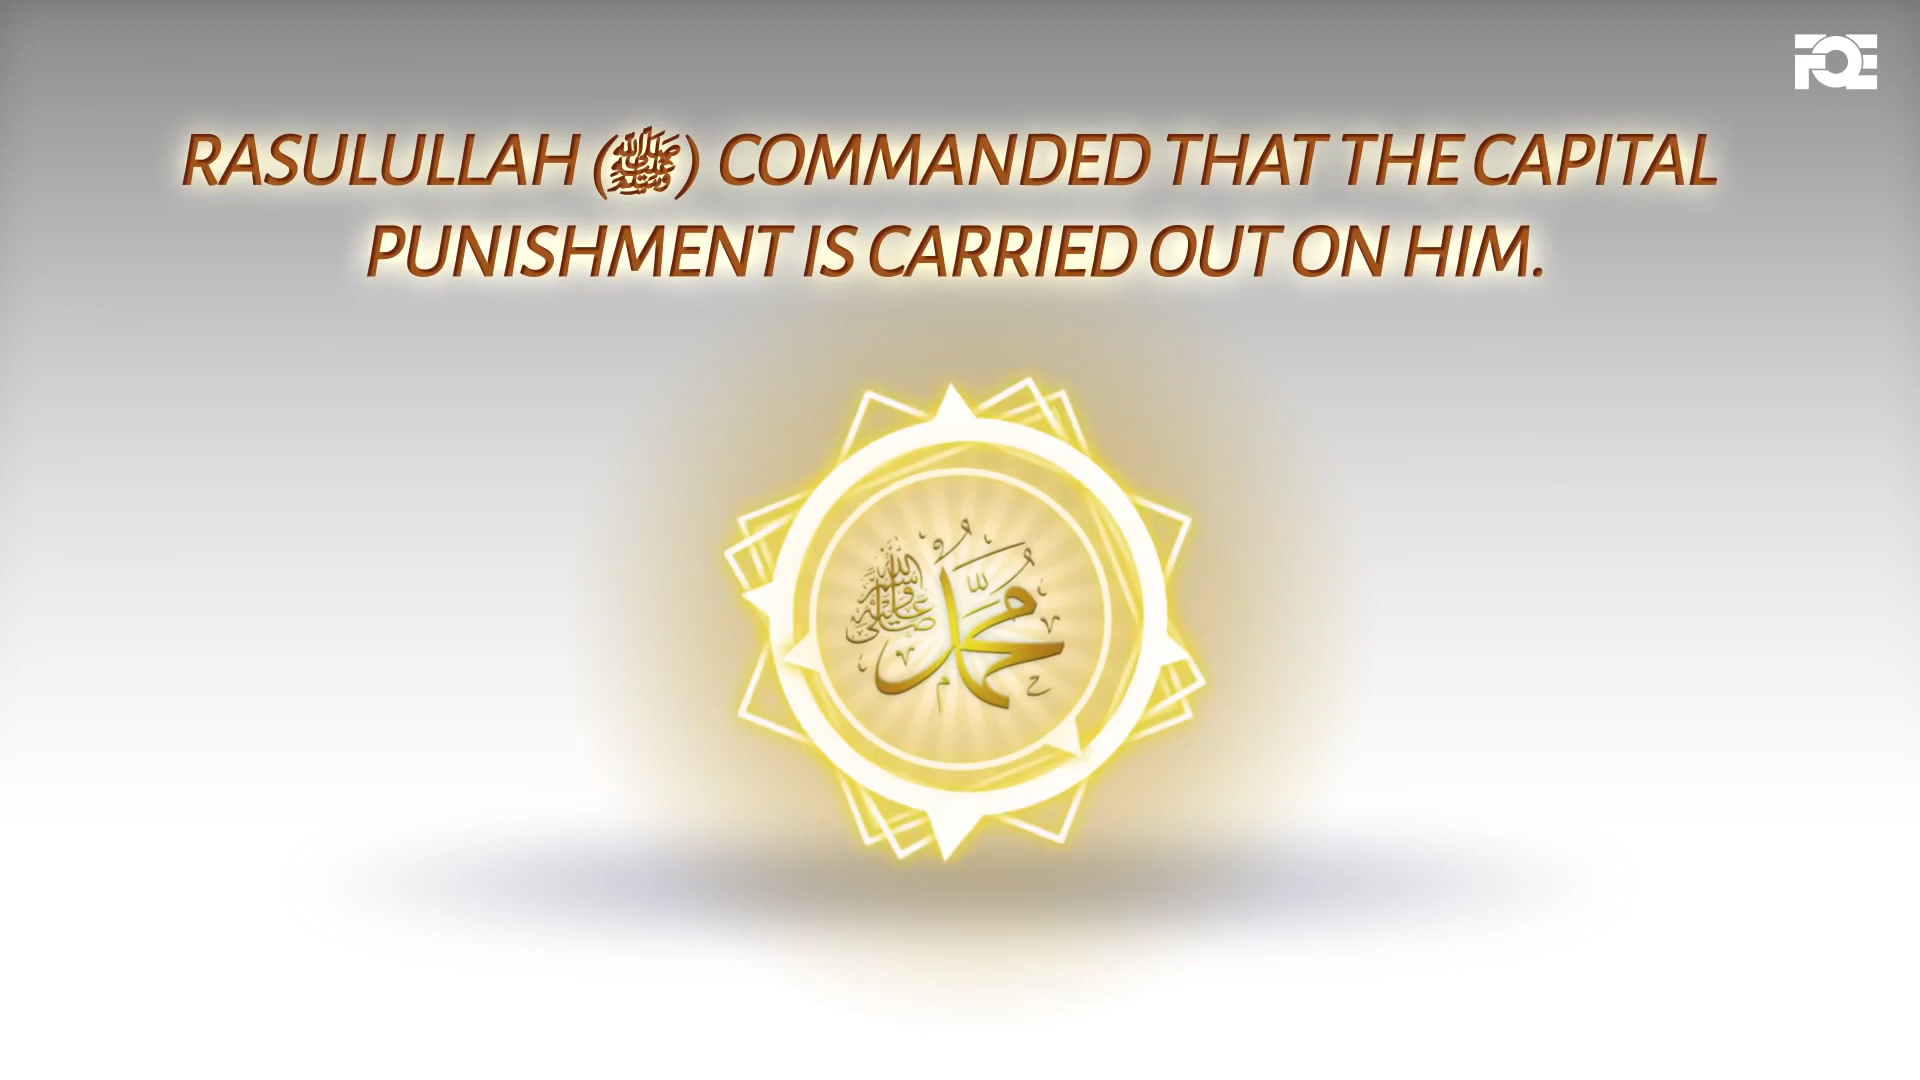 FQE
RASULULLAH (ﷺ) COMMANDED THAT THE CAPITAL
PUNISHMENT IS CARRIED OUT ON HIM.
محمد صلى الله عليه وسلم